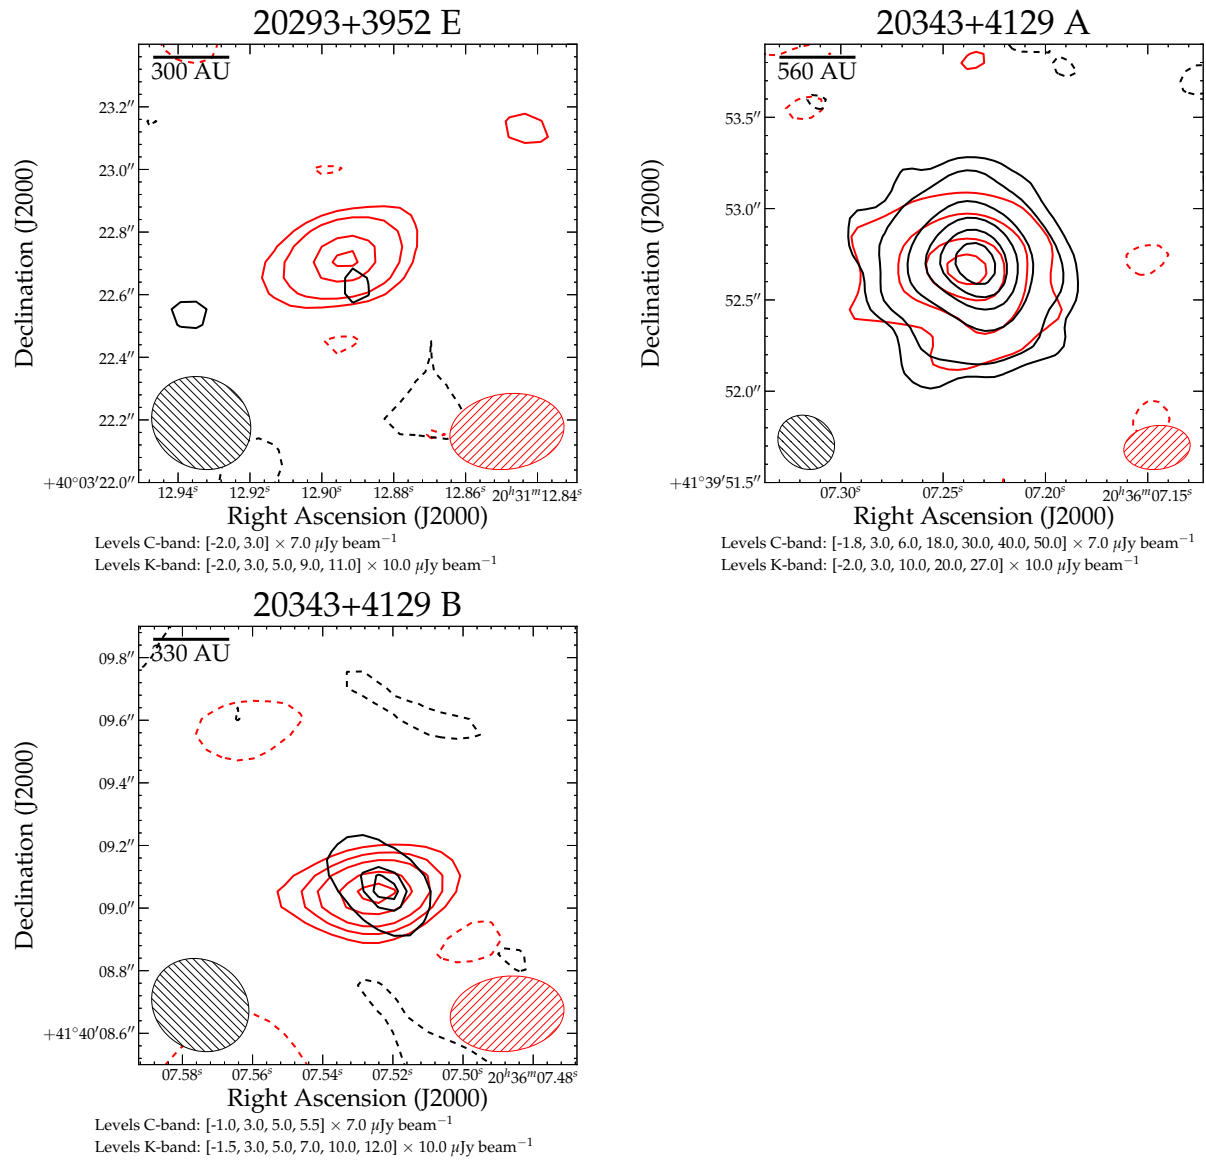 20293+3952 E
300 AU
23.2″
23.0″
22.8″
22.6″
22.4″
22.2″
+40°03′22.0″
12.94ˢ 12.92ˢ 12.90ˢ 12.88ˢ 12.86ˢ 20ʰ31ᵐ12.84ˢ
Declination (J2000)
Right Ascension (J2000)
Levels C-band: [-2.0, 3.0] × 7.0 μJy beam⁻¹
Levels K-band: [-2.0, 3.0, 5.0, 9.0, 11.0] × 10.0 μJy beam⁻¹
20343+4129 A
560 AU
53.5″
53.0″
52.5″
52.0″
+41°39′51.5″
07.30ˢ 07.25ˢ 07.20ˢ 20ʰ36ᵐ07.15ˢ
Declination (J2000)
Right Ascension (J2000)
Levels C-band: [-1.8, 3.0, 6.0, 18.0, 30.0, 40.0, 50.0] × 7.0 μJy beam⁻¹
Levels K-band: [-2.0, 3.0, 10.0, 20.0, 27.0] × 10.0 μJy beam⁻¹
20343+4129 B
330 AU
09.8″
09.6″
09.4″
09.2″
09.0″
08.8″
+41°40′08.6″
07.58ˢ 07.56ˢ 07.54ˢ 07.52ˢ 07.50ˢ 20ʰ36ᵐ07.48ˢ
Declination (J2000)
Right Ascension (J2000)
Levels C-band: [-1.0, 3.0, 5.0, 5.5] × 7.0 μJy beam⁻¹
Levels K-band: [-1.5, 3.0, 5.0, 7.0, 10.0, 12.0] × 10.0 μJy beam⁻¹